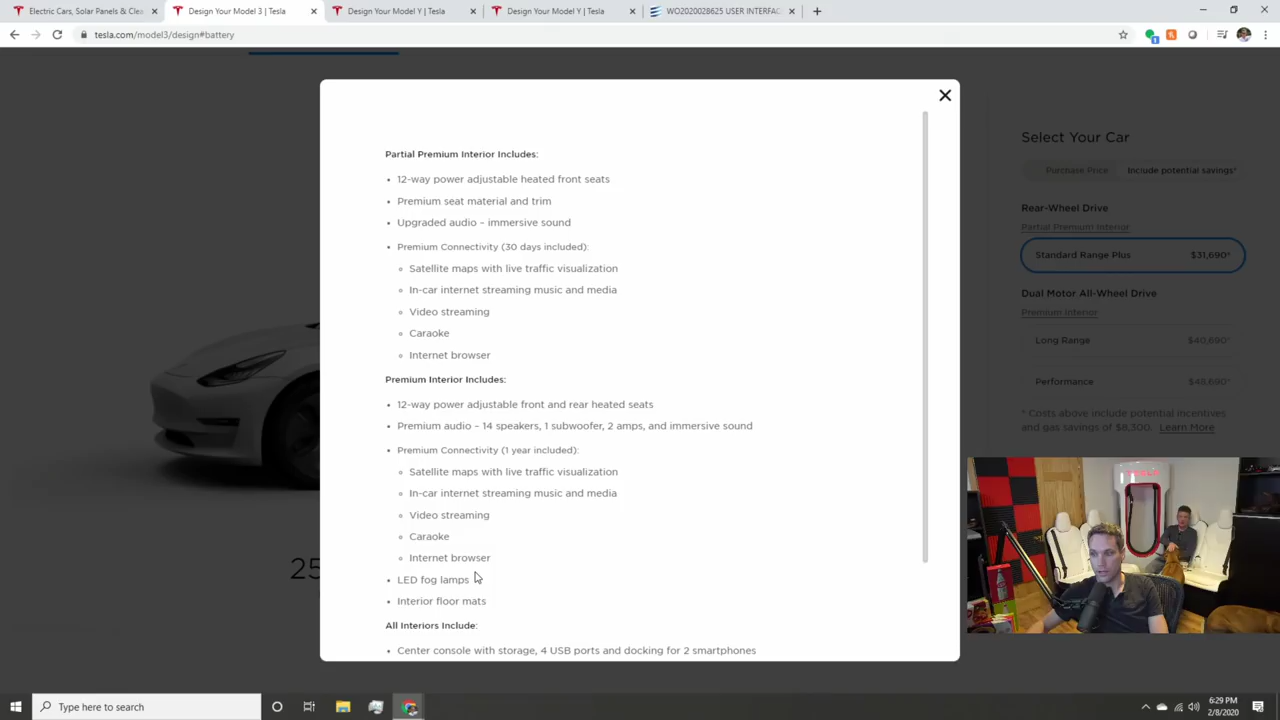 Electric Cars, Solar Panels & Clea
Design Your Model 3 | Tesla
Design Your Model Y | Tesla
Design Your Model Y | Tesla
WO2020028625 USER INTERFAC
tesla.com/model3/design#battery
Partial Premium Interior Includes:
12-way power adjustable heated front seats
Premium seat material and trim
Upgraded audio – immersive sound
Premium Connectivity (30 days included):
Satellite maps with live traffic visualization
In-car internet streaming music and media
Video streaming
Caraoke
Internet browser
Premium Interior Includes:
12-way power adjustable front and rear heated seats
Premium audio – 14 speakers, 1 subwoofer, 2 amps, and immersive sound
Premium Connectivity (1 year included):
Satellite maps with live traffic visualization
In-car internet streaming music and media
Video streaming
Caraoke
Internet browser
LED fog lamps
Interior floor mats
All Interiors Include:
Center console with storage, 4 USB ports and docking for 2 smartphones
25
Select Your Car
Purchase Price Include potential savings*
Rear-Wheel Drive
Partial Premium Interior
Standard Range Plus $31,690*
Dual Motor All-Wheel Drive
Premium Interior
Long Range $40,690*
Performance $48,690*
* Costs above include potential incentives
and gas savings of $8,300. Learn More
Type here to search
6:29 PM
2/8/2020